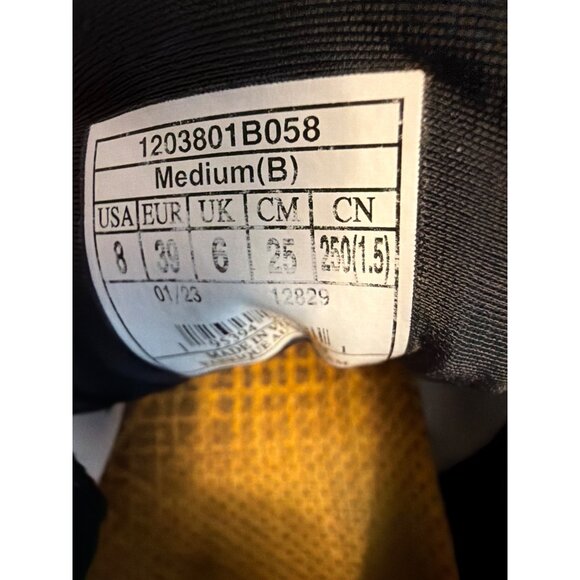 1203801B058
Medium(B)
USA EUR UK CM CN
8 39 6 25 250(1.5)
01/23 12829